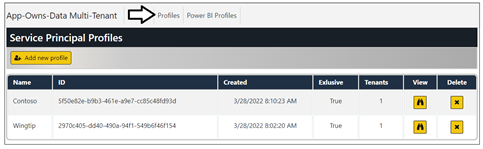 App-Owns-Data Multi-Tenant Profiles Power BI Profiles
Service Principal Profiles
Add new profile
Name ID Created Exlusive Tenants View Delete
Contoso 5f50e82e-b9b3-461e-a9e7-cc85c48fd93d 3/28/2022 8:10:23 AM True 1
Wingtip 2970c405-dd40-490a-94f1-549b6f46f154 3/28/2022 8:02:20 AM True 1